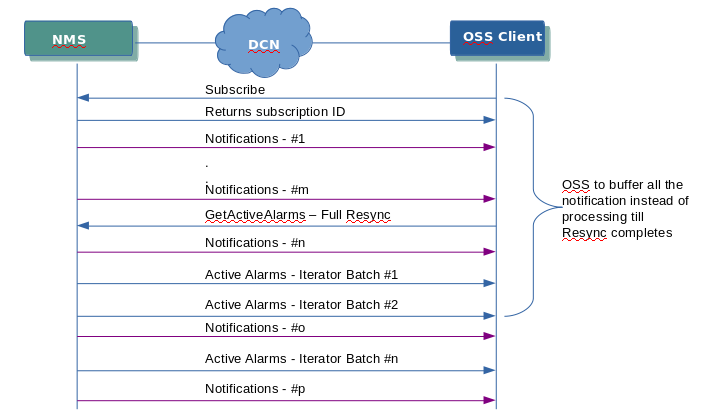 NMS
DCN
OSS Client
Subscribe
Returns subscription ID
Notifications - #1
.
.
Notifications - #m
GetActiveAlarms – Full Resync
Notifications - #n
Active Alarms - Iterator Batch #1
Active Alarms - Iterator Batch #2
Notifications - #o
Active Alarms - Iterator Batch #n
Notifications - #p
OSS to buffer all the
notification instead of
processing till
Resync completes